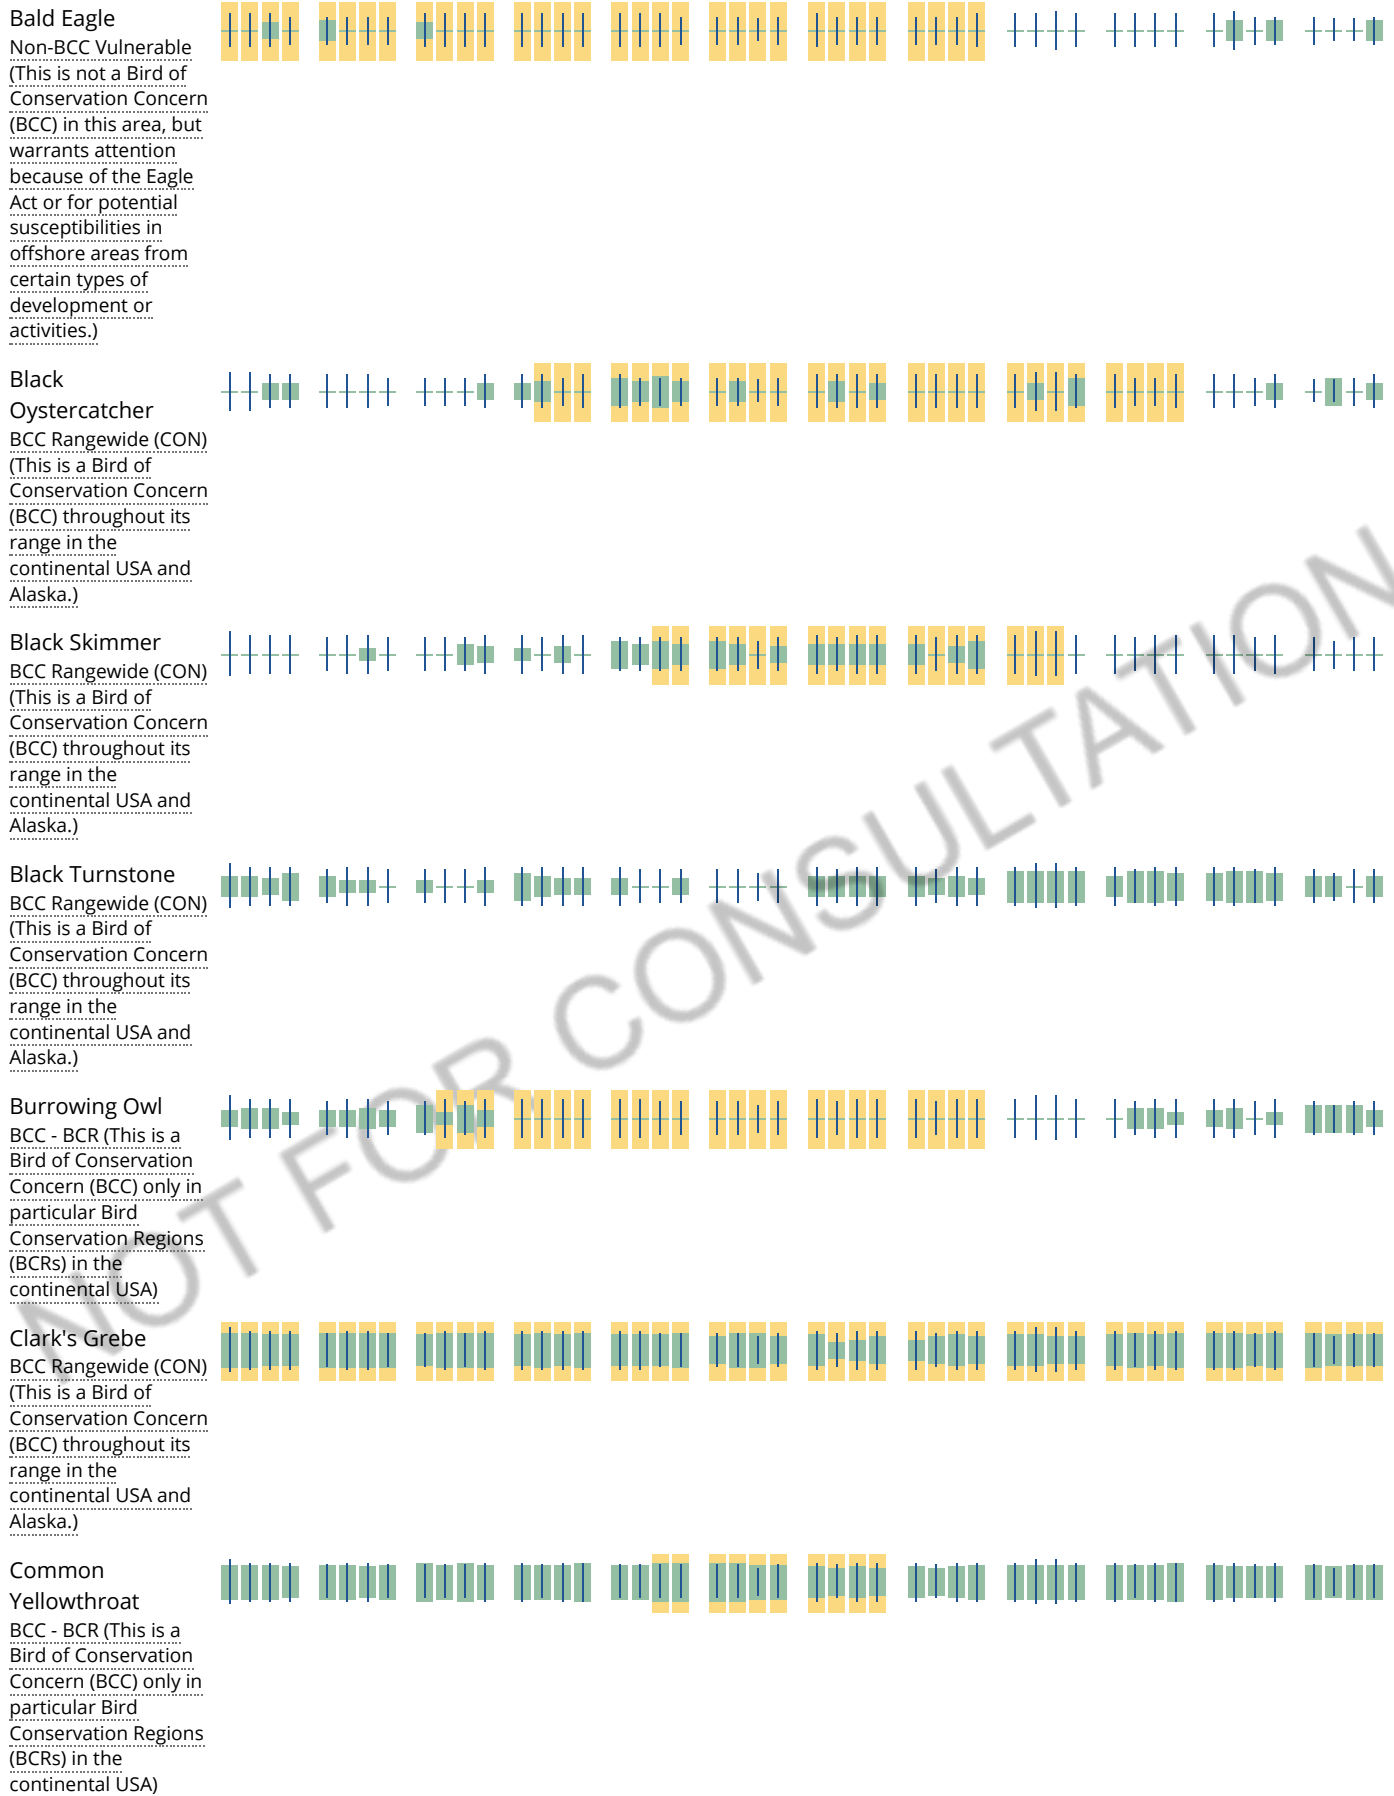 Bald Eagle
Non-BCC Vulnerable
(This is not a Bird of
Conservation Concern
(BCC) in this area, but
warrants attention
because of the Eagle
Act or for potential
susceptibilities in
offshore areas from
certain types of
development or
activities.)
Black
Oystercatcher
BCC Rangewide (CON)
(This is a Bird of
Conservation Concern
(BCC) throughout its
range in the
continental USA and
Alaska.)
Black Skimmer
BCC Rangewide (CON)
(This is a Bird of
Conservation Concern
(BCC) throughout its
range in the
continental USA and
Alaska.)
Black Turnstone
BCC Rangewide (CON)
(This is a Bird of
Conservation Concern
(BCC) throughout its
range in the
continental USA and
Alaska.)
Burrowing Owl
BCC - BCR (This is a
Bird of Conservation
Concern (BCC) only in
particular Bird
Conservation Regions
(BCRs) in the
continental USA)
Clark's Grebe
BCC Rangewide (CON)
(This is a Bird of
Conservation Concern
(BCC) throughout its
range in the
continental USA and
Alaska.)
Common
Yellowthroat
BCC - BCR (This is a
Bird of Conservation
Concern (BCC) only in
particular Bird
Conservation Regions
(BCRs) in the
continental USA)
NOT FOR CONSULTATION